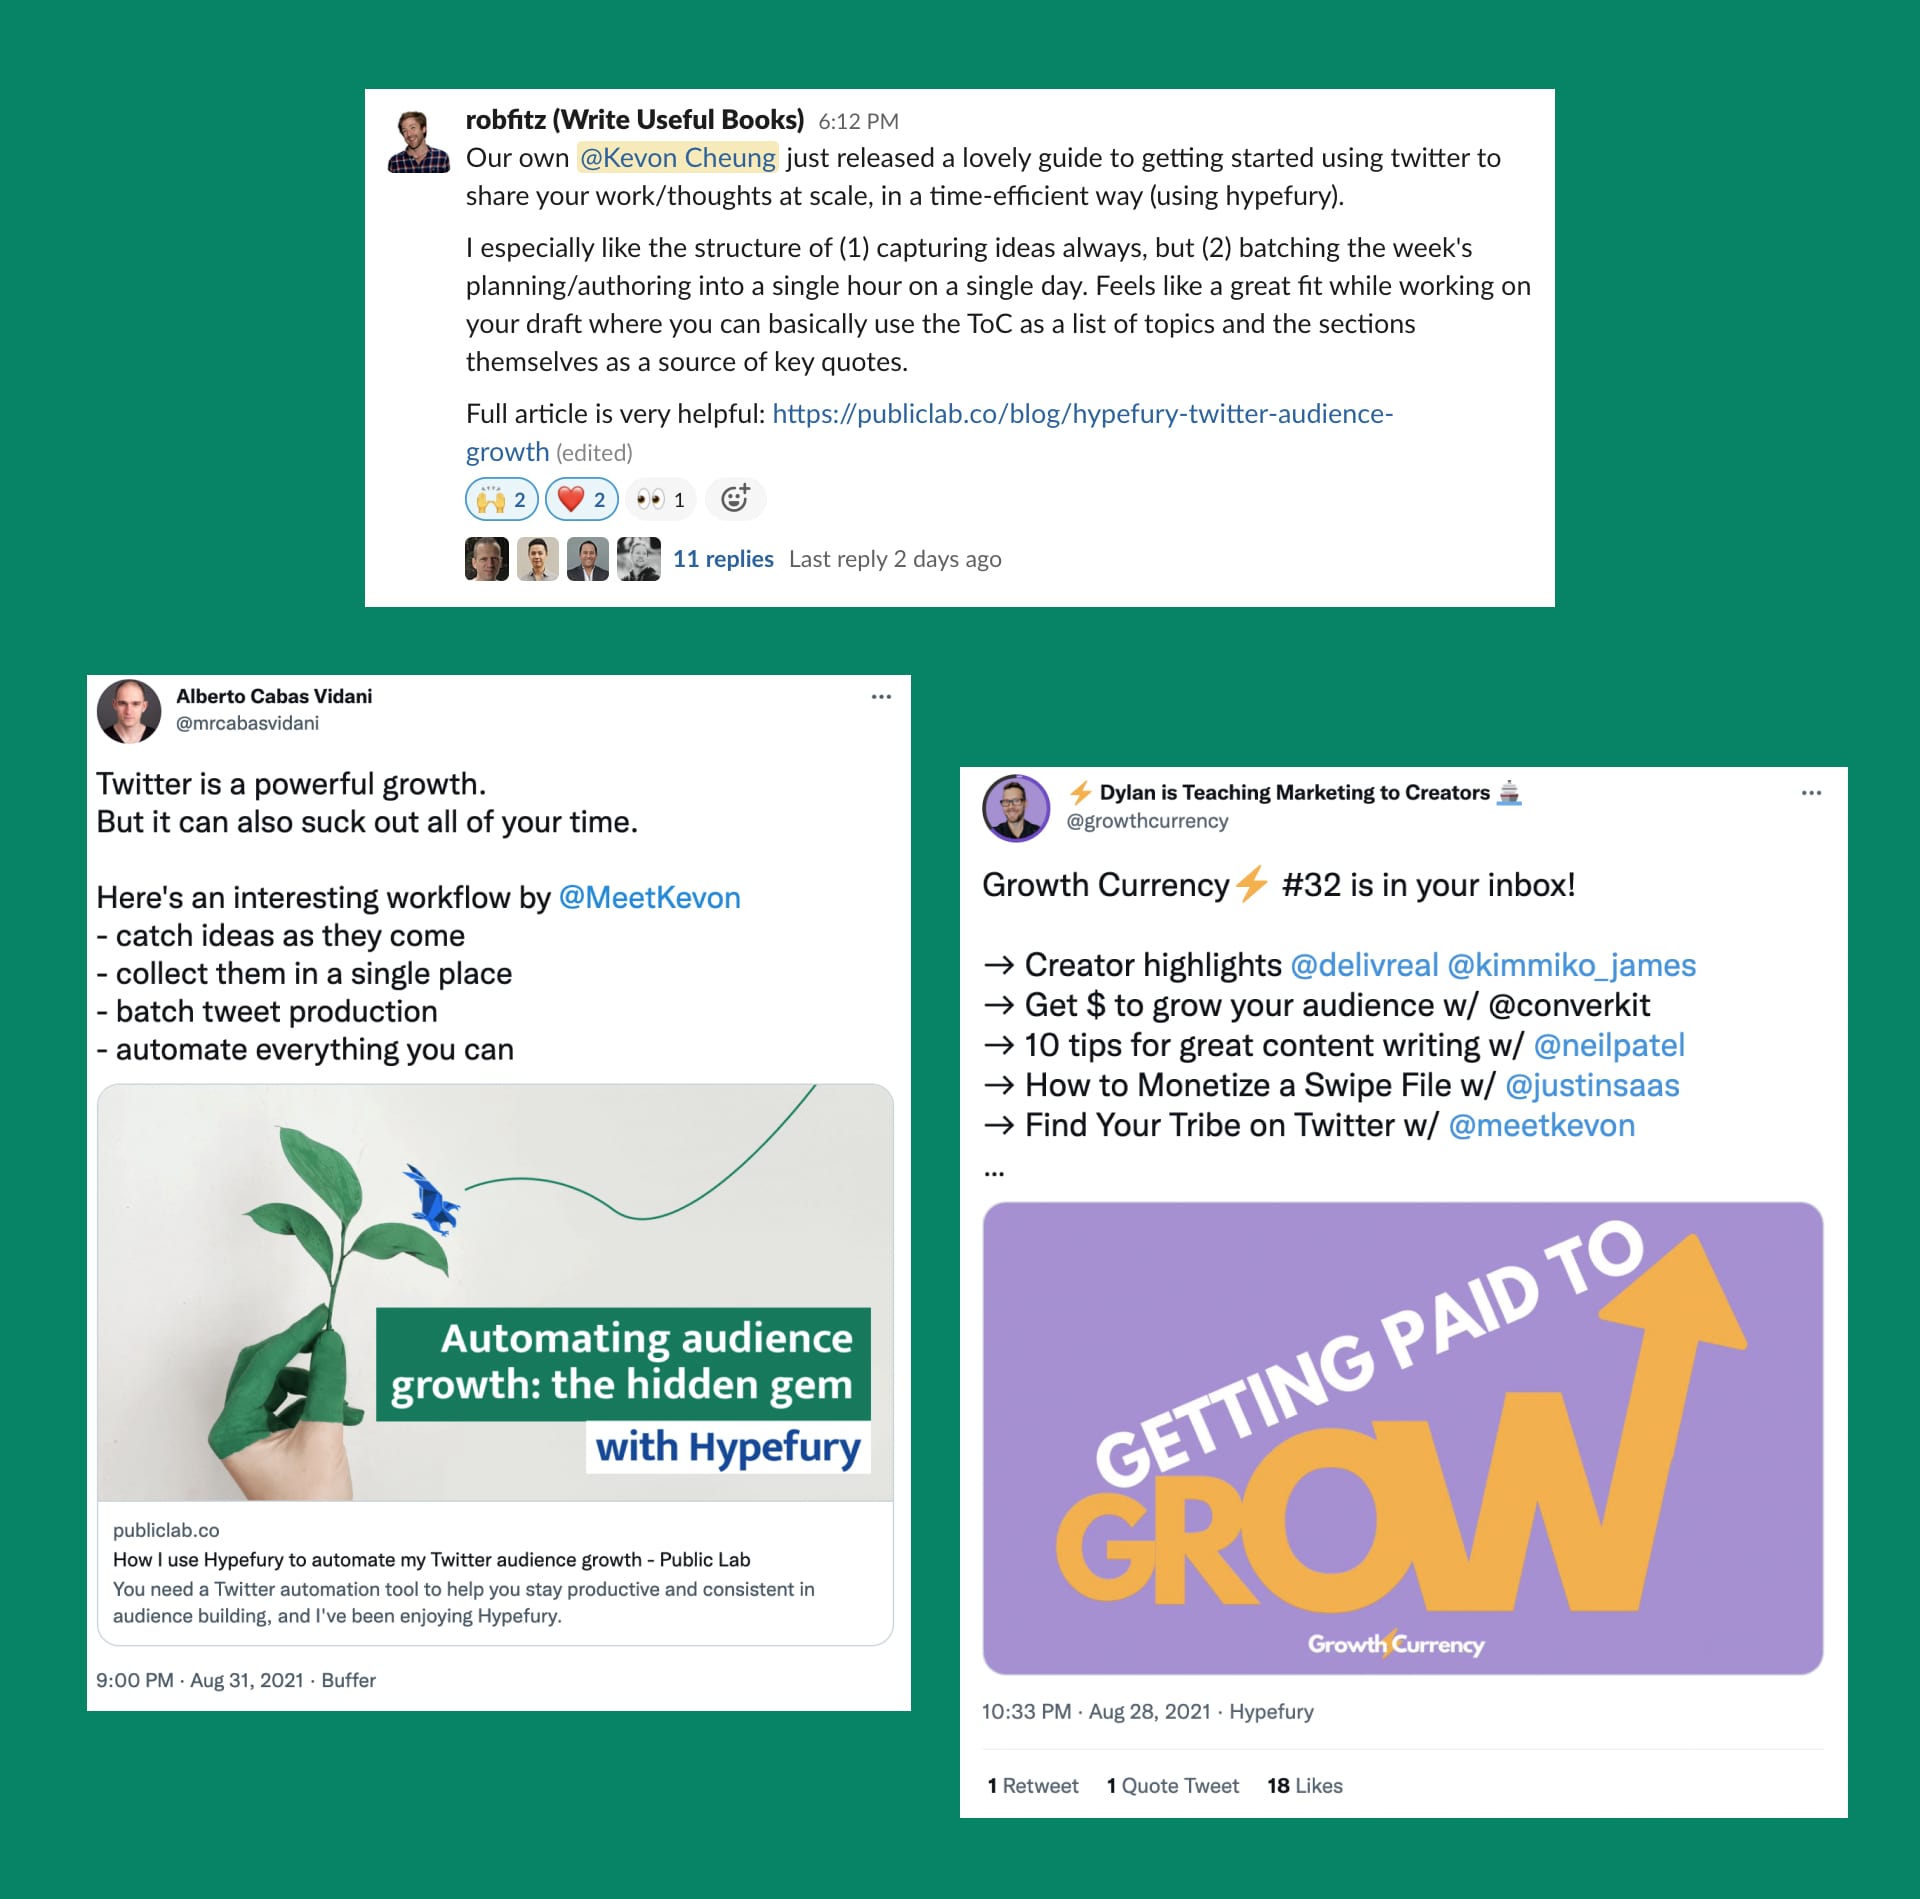 robfitz (Write Useful Books) 6:12 PM
Our own @Kevon Cheung just released a lovely guide to getting started using twitter to
share your work/thoughts at scale, in a time-efficient way (using hypefury).
I especially like the structure of (1) capturing ideas always, but (2) batching the week's
planning/authoring into a single hour on a single day. Feels like a great fit while working on
your draft where you can basically use the ToC as a list of topics and the sections
themselves as a source of key quotes.
Full article is very helpful: https://publiclab.co/blog/hypefury-twitter-audience-
growth (edited)
🙌 2 ❤️ 2 👀 1
11 replies Last reply 2 days ago
Alberto Cabas Vidani
@mrcabasvidani
Twitter is a powerful growth.
But it can also suck out all of your time.
Here's an interesting workflow by @MeetKevon
- catch ideas as they come
- collect them in a single place
- batch tweet production
- automate everything you can
Automating audience
growth: the hidden gem
with Hypefury
publiclab.co
How I use Hypefury to automate my Twitter audience growth - Public Lab
You need a Twitter automation tool to help you stay productive and consistent in
audience building, and I've been enjoying Hypefury.
9:00 PM · Aug 31, 2021 · Buffer
⚡ Dylan is Teaching Marketing to Creators 🚢
@growthcurrency
Growth Currency⚡ #32 is in your inbox!
→ Creator highlights @delivreal @kimmiko_james
→ Get $ to grow your audience w/ @converkit
→ 10 tips for great content writing w/ @neilpatel
→ How to Monetize a Swipe File w/ @justinsaas
→ Find Your Tribe on Twitter w/ @meetkevon
...
GETTING PAID TO
GROW
Growth⚡Currency
10:33 PM · Aug 28, 2021 · Hypefury
1 Retweet 1 Quote Tweet 18 Likes